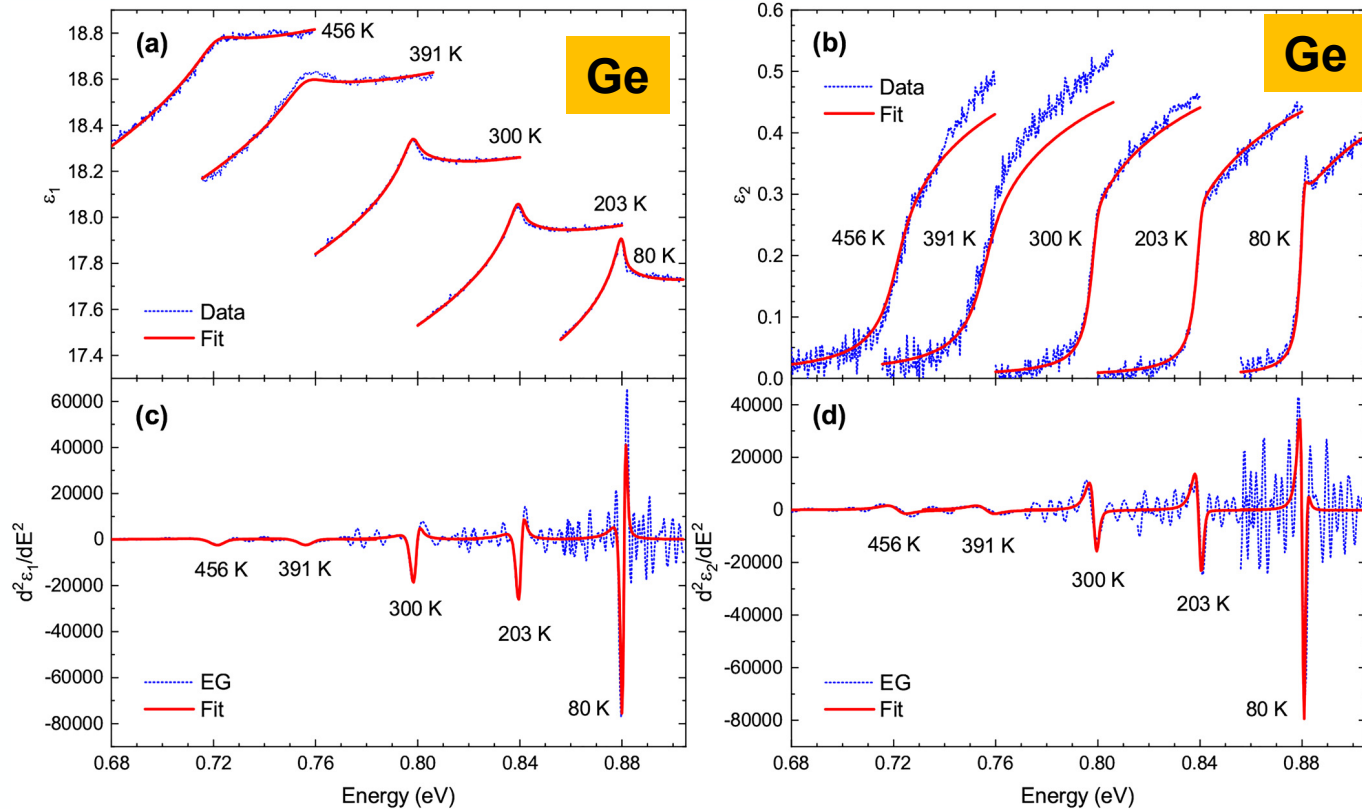 (a)
Ge
18.8
18.6
18.4
18.2
18.0
17.8
17.6
17.4
ε1
456 K
391 K
300 K
203 K
80 K
Data
Fit
(b)
Ge
0.6
0.5
0.4
0.3
0.2
0.1
0.0
ε2
Data
Fit
456 K
391 K
300 K
203 K
80 K
(c)
60000
40000
20000
0
-20000
-40000
-60000
-80000
d²ε1/dE²
456 K
391 K
300 K
203 K
80 K
EG
Fit
0.68
0.72
0.76
0.80
0.84
0.88
Energy (eV)
(d)
40000
20000
0
-20000
-40000
-60000
-80000
d²ε2/dE²
456 K
391 K
300 K
203 K
80 K
EG
Fit
0.68
0.72
0.76
0.80
0.84
0.88
Energy (eV)